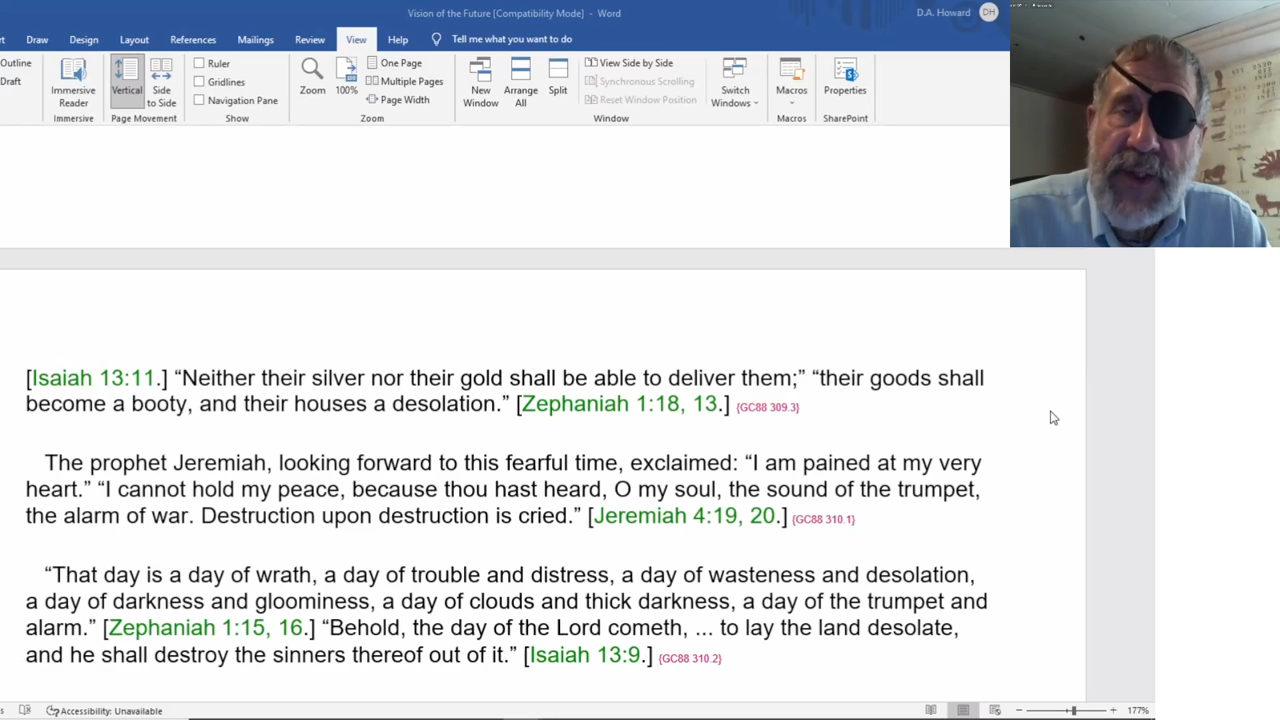 Vision of the Future [Compatibility Mode] - Word
D.A. Howard
DH
rt Draw Design Layout References Mailings Review View Help Tell me what you want to do
Outline
Draft
Immersive
Reader
Immersive
Vertical
Side
to Side
Page Movement
Ruler
Gridlines
Navigation Pane
Show
Zoom
100%
One Page
Multiple Pages
Page Width
Zoom
New
Window
Arrange
All
Split
View Side by Side
Synchronous Scrolling
Reset Window Position
Window
Switch
Windows
Macros
Macros
Properties
SharePoint
[Isaiah 13:11.] “Neither their silver nor their gold shall be able to deliver them;” “their goods shall
become a booty, and their houses a desolation.” [Zephaniah 1:18, 13.] {GC88 309.3}
The prophet Jeremiah, looking forward to this fearful time, exclaimed: “I am pained at my very
heart.” “I cannot hold my peace, because thou hast heard, O my soul, the sound of the trumpet,
the alarm of war. Destruction upon destruction is cried.” [Jeremiah 4:19, 20.] {GC88 310.1}
“That day is a day of wrath, a day of trouble and distress, a day of wasteness and desolation,
a day of darkness and gloominess, a day of clouds and thick darkness, a day of the trumpet and
alarm.” [Zephaniah 1:15, 16.] “Behold, the day of the Lord cometh, ... to lay the land desolate,
and he shall destroy the sinners thereof out of it.” [Isaiah 13:9.] {GC88 310.2}
s Accessibility: Unavailable
177%